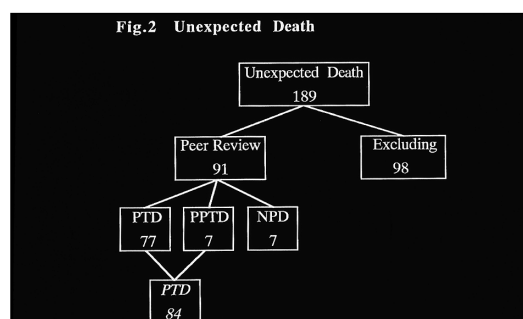 Fig.2 Unexpected Death
Unexpected Death
189
Peer Review
91
Excluding
98
PTD
77
PPTD
7
NPD
7
PTD
84